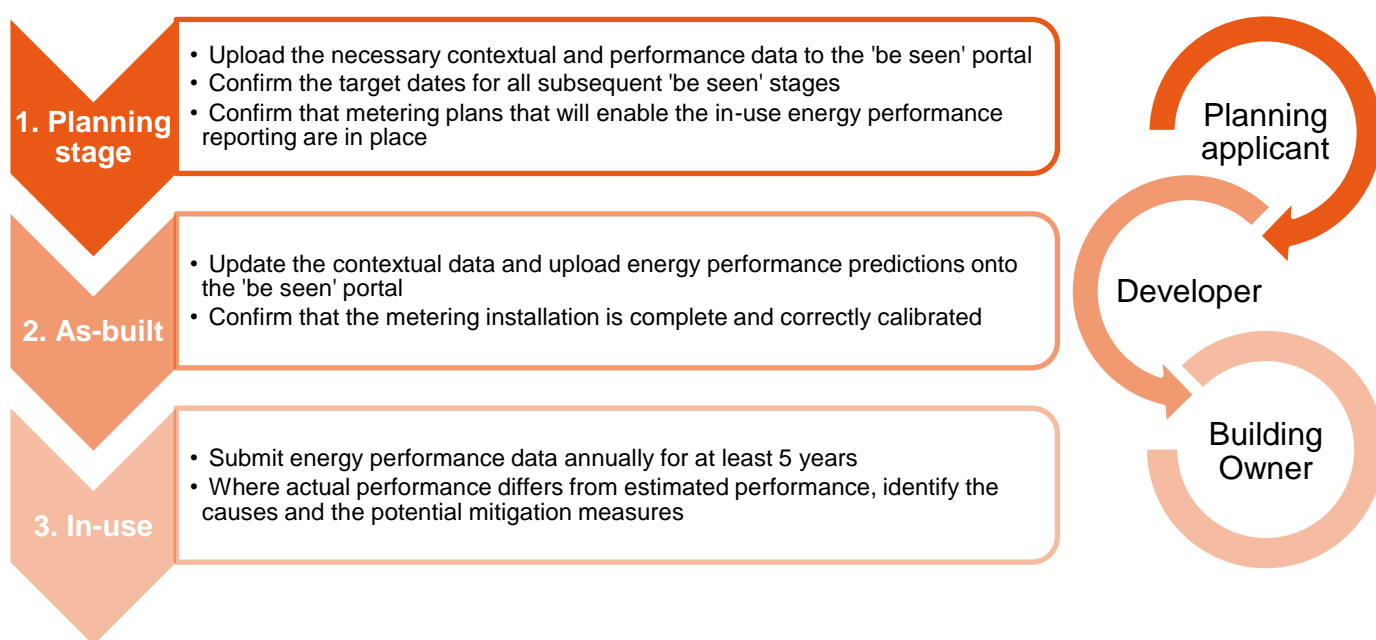 1. Planning
stage
• Upload the necessary contextual and performance data to the 'be seen' portal
• Confirm the target dates for all subsequent 'be seen' stages
• Confirm that metering plans that will enable the in-use energy performance
reporting are in place
Planning
applicant
2. As-built
• Update the contextual data and upload energy performance predictions onto
the 'be seen' portal
• Confirm that the metering installation is complete and correctly calibrated
Developer
3. In-use
• Submit energy performance data annually for at least 5 years
• Where actual performance differs from estimated performance, identify the
causes and the potential mitigation measures
Building
Owner